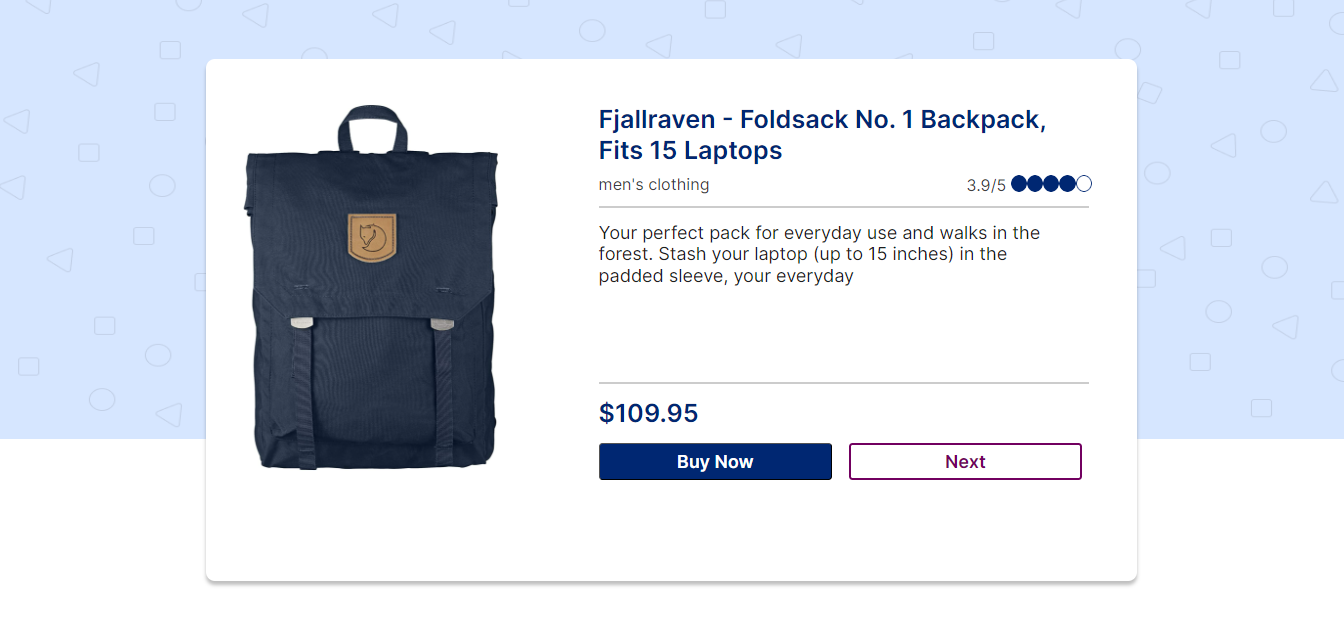 Fjallraven - Foldsack No. 1 Backpack,
Fits 15 Laptops
men's clothing
3.9/5
Your perfect pack for everyday use and walks in the
forest. Stash your laptop (up to 15 inches) in the
padded sleeve, your everyday
$109.95
Buy Now
Next